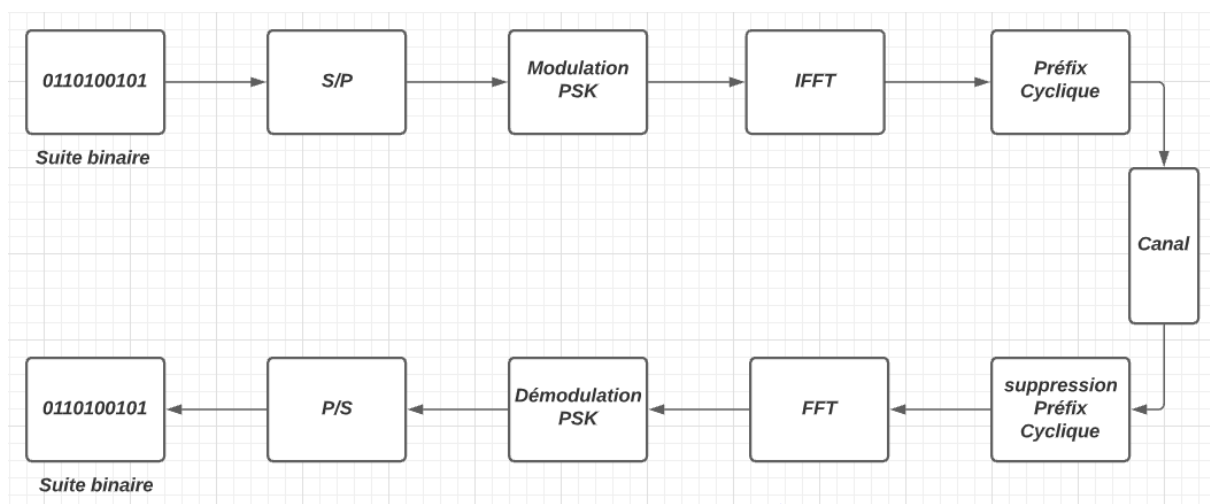 0110100101
S/P
Modulation
PSK
IFFT
Préfix
Cyclique
Suite binaire
Canal
0110100101
P/S
Démodulation
PSK
FFT
suppression
Préfix
Cyclique
Suite binaire